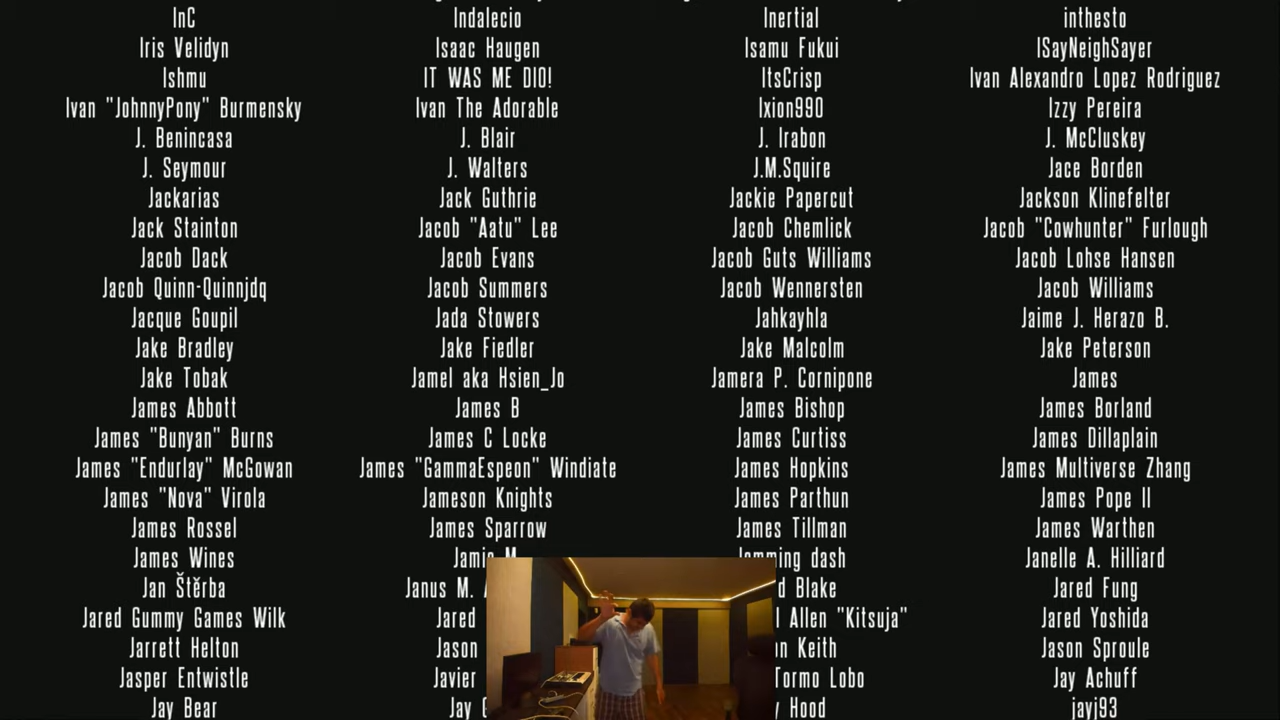 InC Indalecio Inertial inthesto
Iris Velidyn Isaac Haugen Isamu Fukui ISayNeighSayer
Ishmu IT WAS ME DIO! ItsCrisp Ivan Alexandro Lopez Rodriguez
Ivan "JohnnyPony" Burmensky Ivan The Adorable Ixion990 Izzy Pereira
J. Benincasa J. Blair J. Irabon J. McCluskey
J. Seymour J. Walters J.M.Squire Jace Borden
Jackarias Jack Guthrie Jackie Papercut Jackson Klinefelter
Jack Stainton Jacob "Aatu" Lee Jacob Chemlick Jacob "Cowhunter" Furlough
Jacob Dack Jacob Evans Jacob Guts Williams Jacob Lohse Hansen
Jacob Quinn-Quinnjdq Jacob Summers Jacob Wennersten Jacob Williams
Jacque Goupil Jada Stowers Jahkayhla Jaime J. Herazo B.
Jake Bradley Jake Fiedler Jake Malcolm Jake Peterson
Jake Tobak Jamel aka Hsien_Jo Jamera P. Cornipone James
James Abbott James B James Bishop James Borland
James "Bunyan" Burns James C Locke James Curtiss James Dillaplain
James "Endurlay" McGowan James "GammaEspeon" Windiate James Hopkins James Multiverse Zhang
James "Nova" Virola Jameson Knights James Parthun James Pope II
James Rossel James Sparrow James Tillman James Warthen
James Wines dash Janelle A. Hilliard
Jan Štěrba Janus M. Blake Jared Fung
Jared Gummy Games Wilk Jared Allen "Kitsuja" Jared Yoshida
Jarrett Helton Jason Keith Jason Sproule
Jasper Entwistle Javier Tormo Lobo Jay Achuff
Jay Bear Jay Hood jayj93